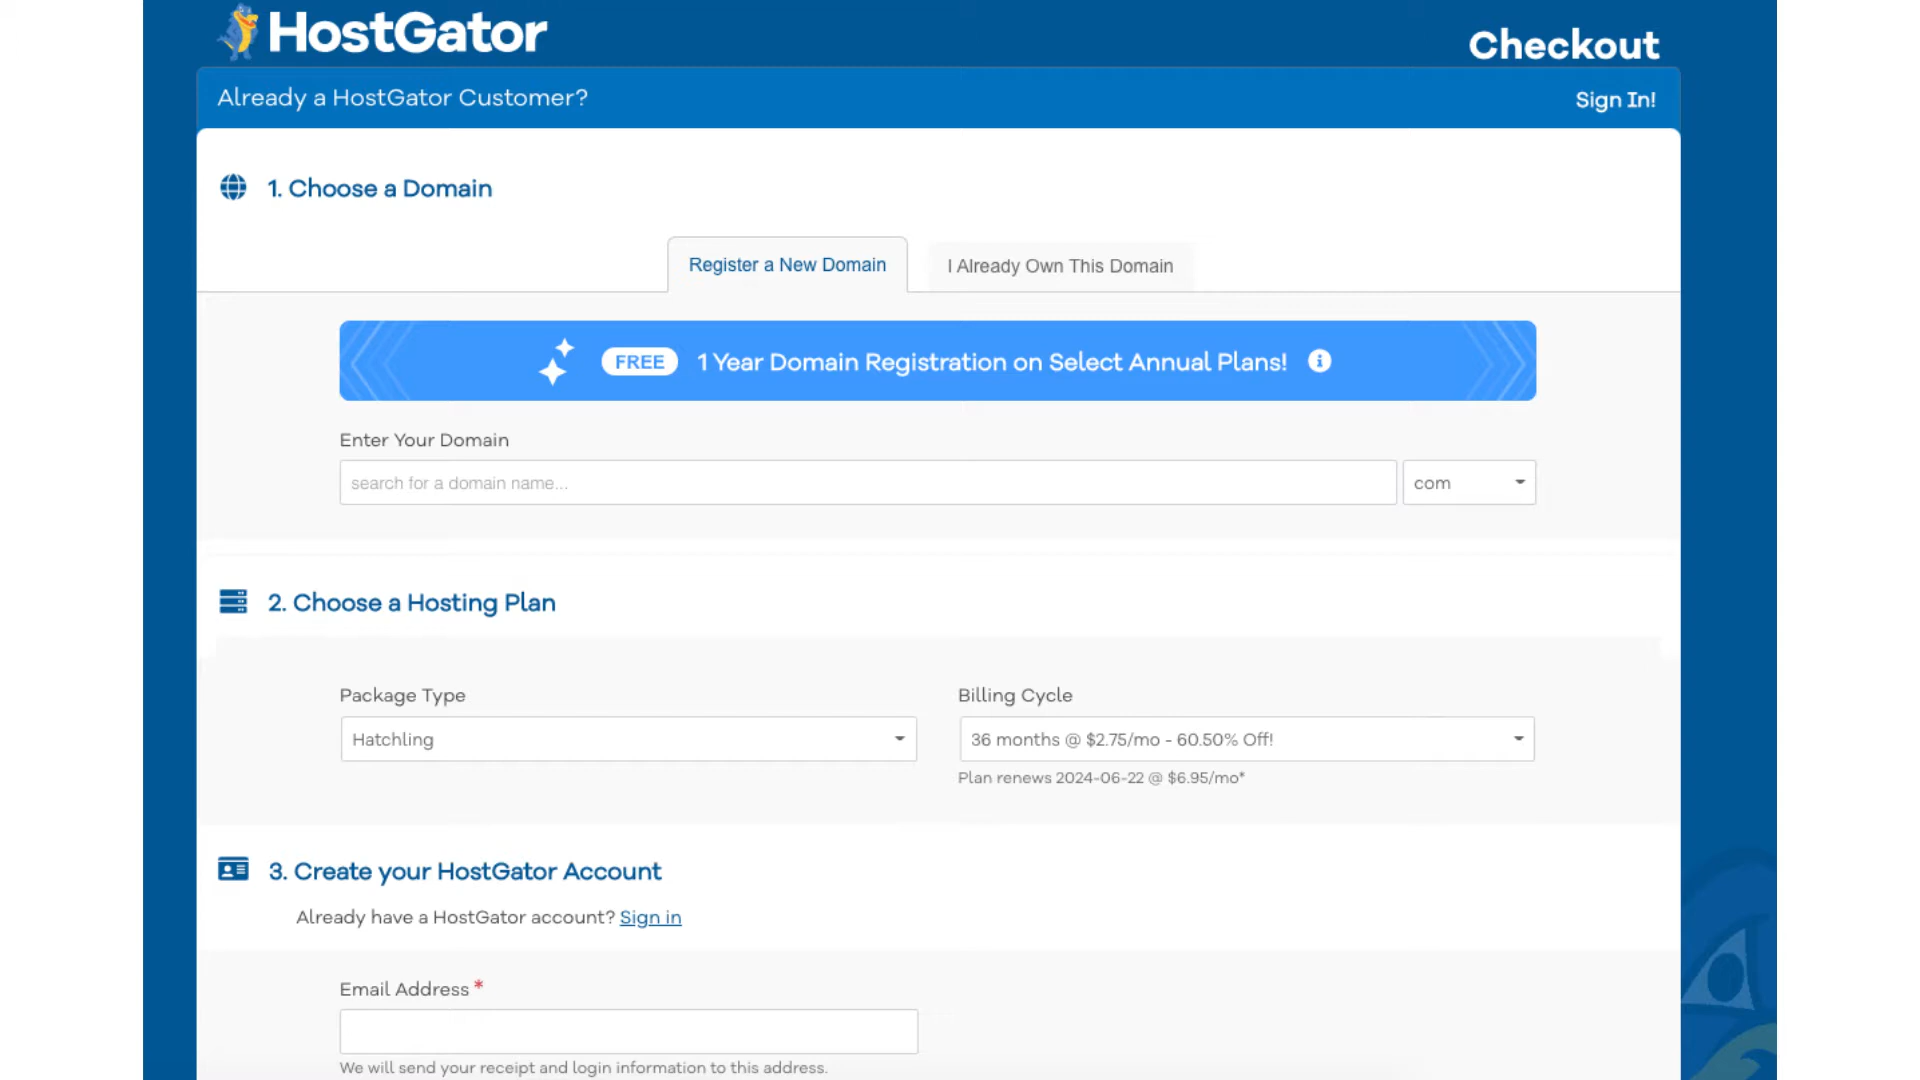 HostGator
Checkout
Already a HostGator Customer?
Sign In!
1. Choose a Domain
Register a New Domain
I Already Own This Domain
FREE 1 Year Domain Registration on Select Annual Plans!
Enter Your Domain
search for a domain name...
com
2. Choose a Hosting Plan
Package Type
Billing Cycle
Hatchling
36 months @ $2.75/mo - 60.50% Off!
Plan renews 2024-06-22 @ $6.95/mo*
3. Create your HostGator Account
Already have a HostGator account? Sign in
Email Address *
We will send your receipt and login information to this address.